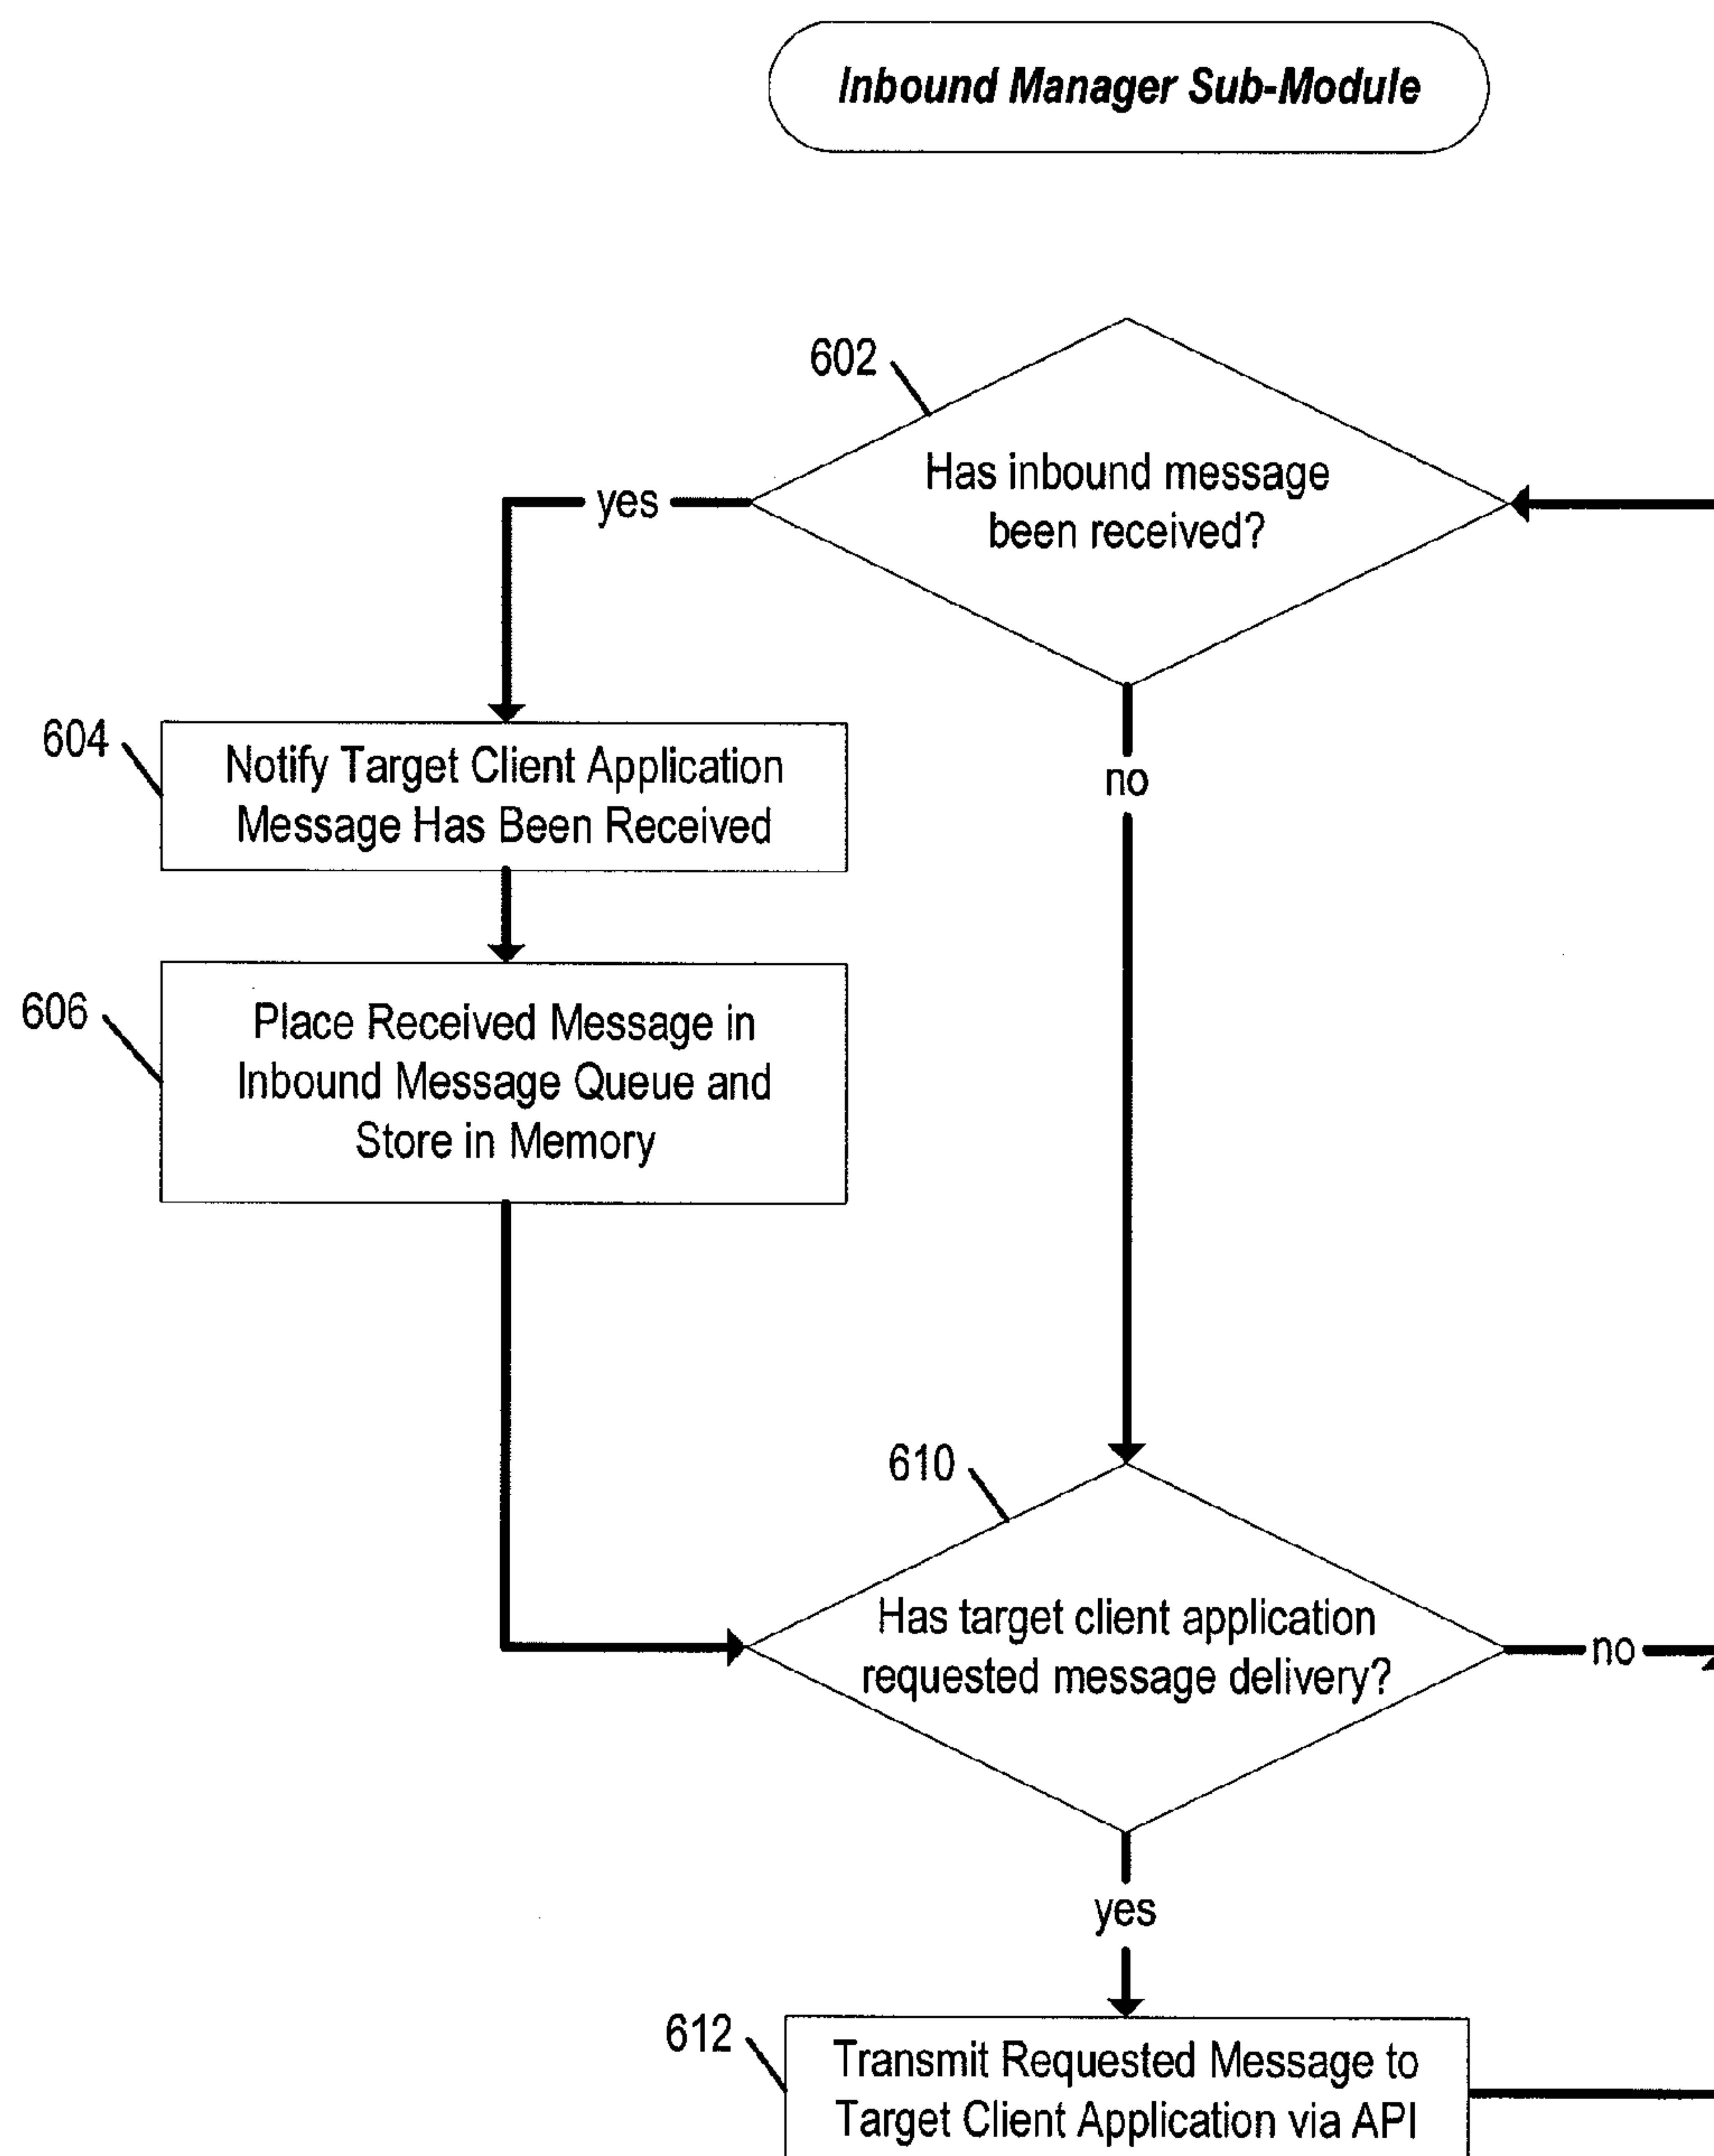 Inbound Manager Sub-Module
602
Has inbound message
been received?
yes
no
604
Notify Target Client Application
Message Has Been Received
606
Place Received Message in
Inbound Message Queue and
Store in Memory
610
Has target client application
requested message delivery?
no
yes
612
Transmit Requested Message to
Target Client Application via API